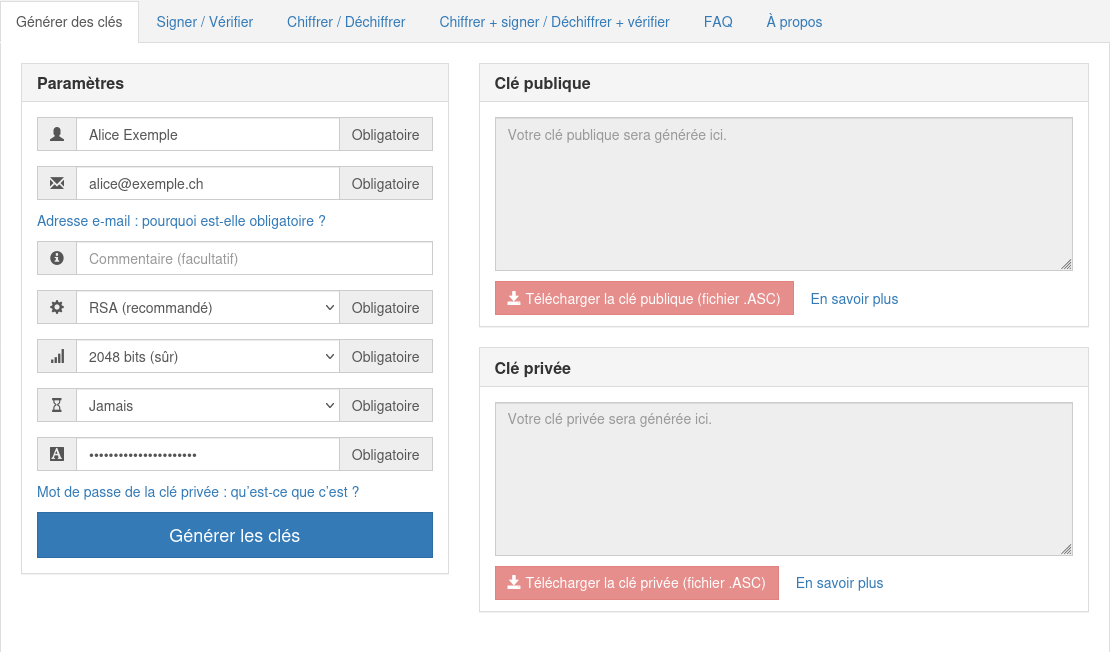 Générer des clés
Signer / Vérifier
Chiffrer / Déchiffrer
Chiffrer + signer / Déchiffrer + vérifier
FAQ
À propos
Paramètres
Alice Exemple
Obligatoire
alice@exemple.ch
Obligatoire
Adresse e-mail : pourquoi est-elle obligatoire ?
Commentaire (facultatif)
RSA (recommandé)
Obligatoire
2048 bits (sûr)
Obligatoire
Jamais
Obligatoire
••••••••••••••••••••••
Obligatoire
Mot de passe de la clé privée : qu'est-ce que c'est ?
Générer les clés
Clé publique
Votre clé publique sera générée ici.
Télécharger la clé publique (fichier .ASC)
En savoir plus
Clé privée
Votre clé privée sera générée ici.
Télécharger la clé privée (fichier .ASC)
En savoir plus